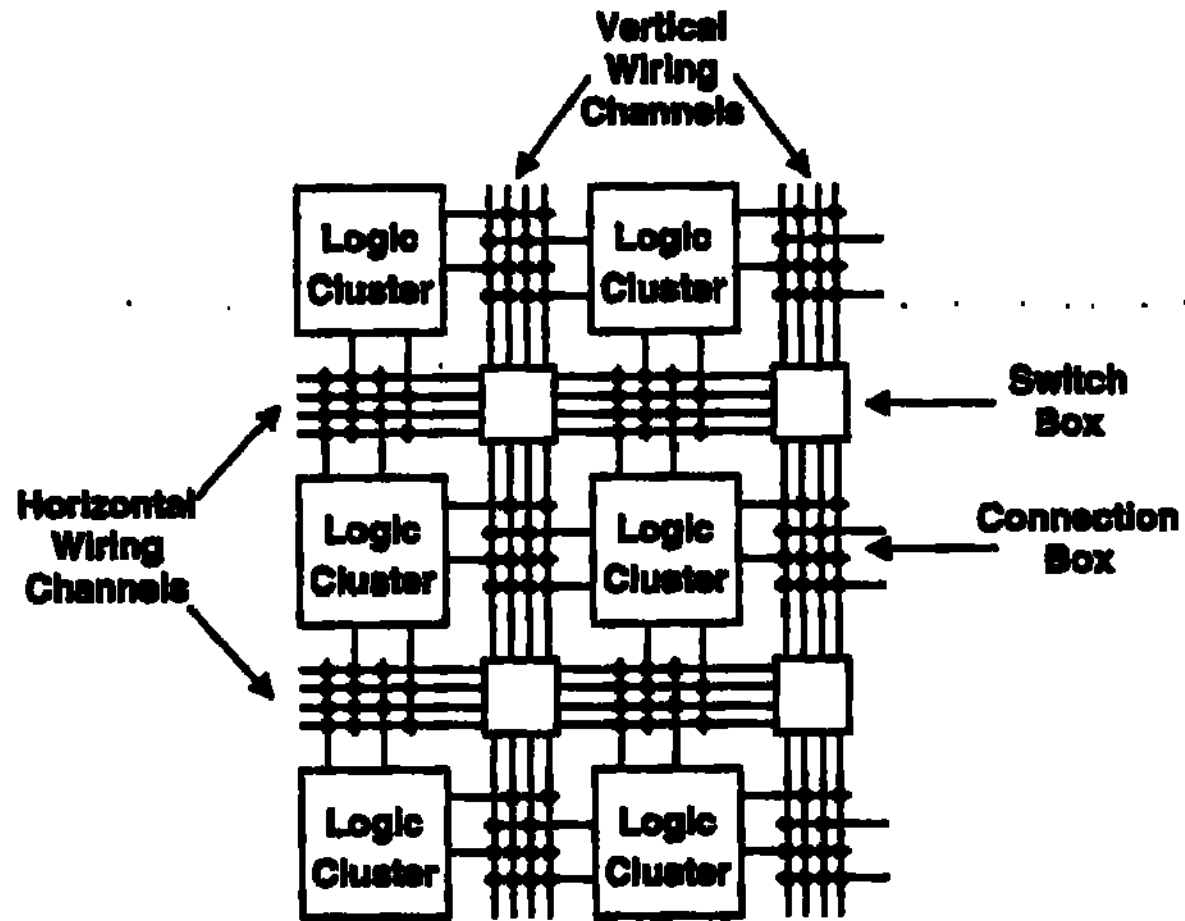 Vertical
Wiring
Channels
Logic
Cluster
Logic
Cluster
Switch
Box
Horizontal
Wiring
Channels
Logic
Cluster
Logic
Cluster
Connection
Box
Logic
Cluster
Logic
Cluster